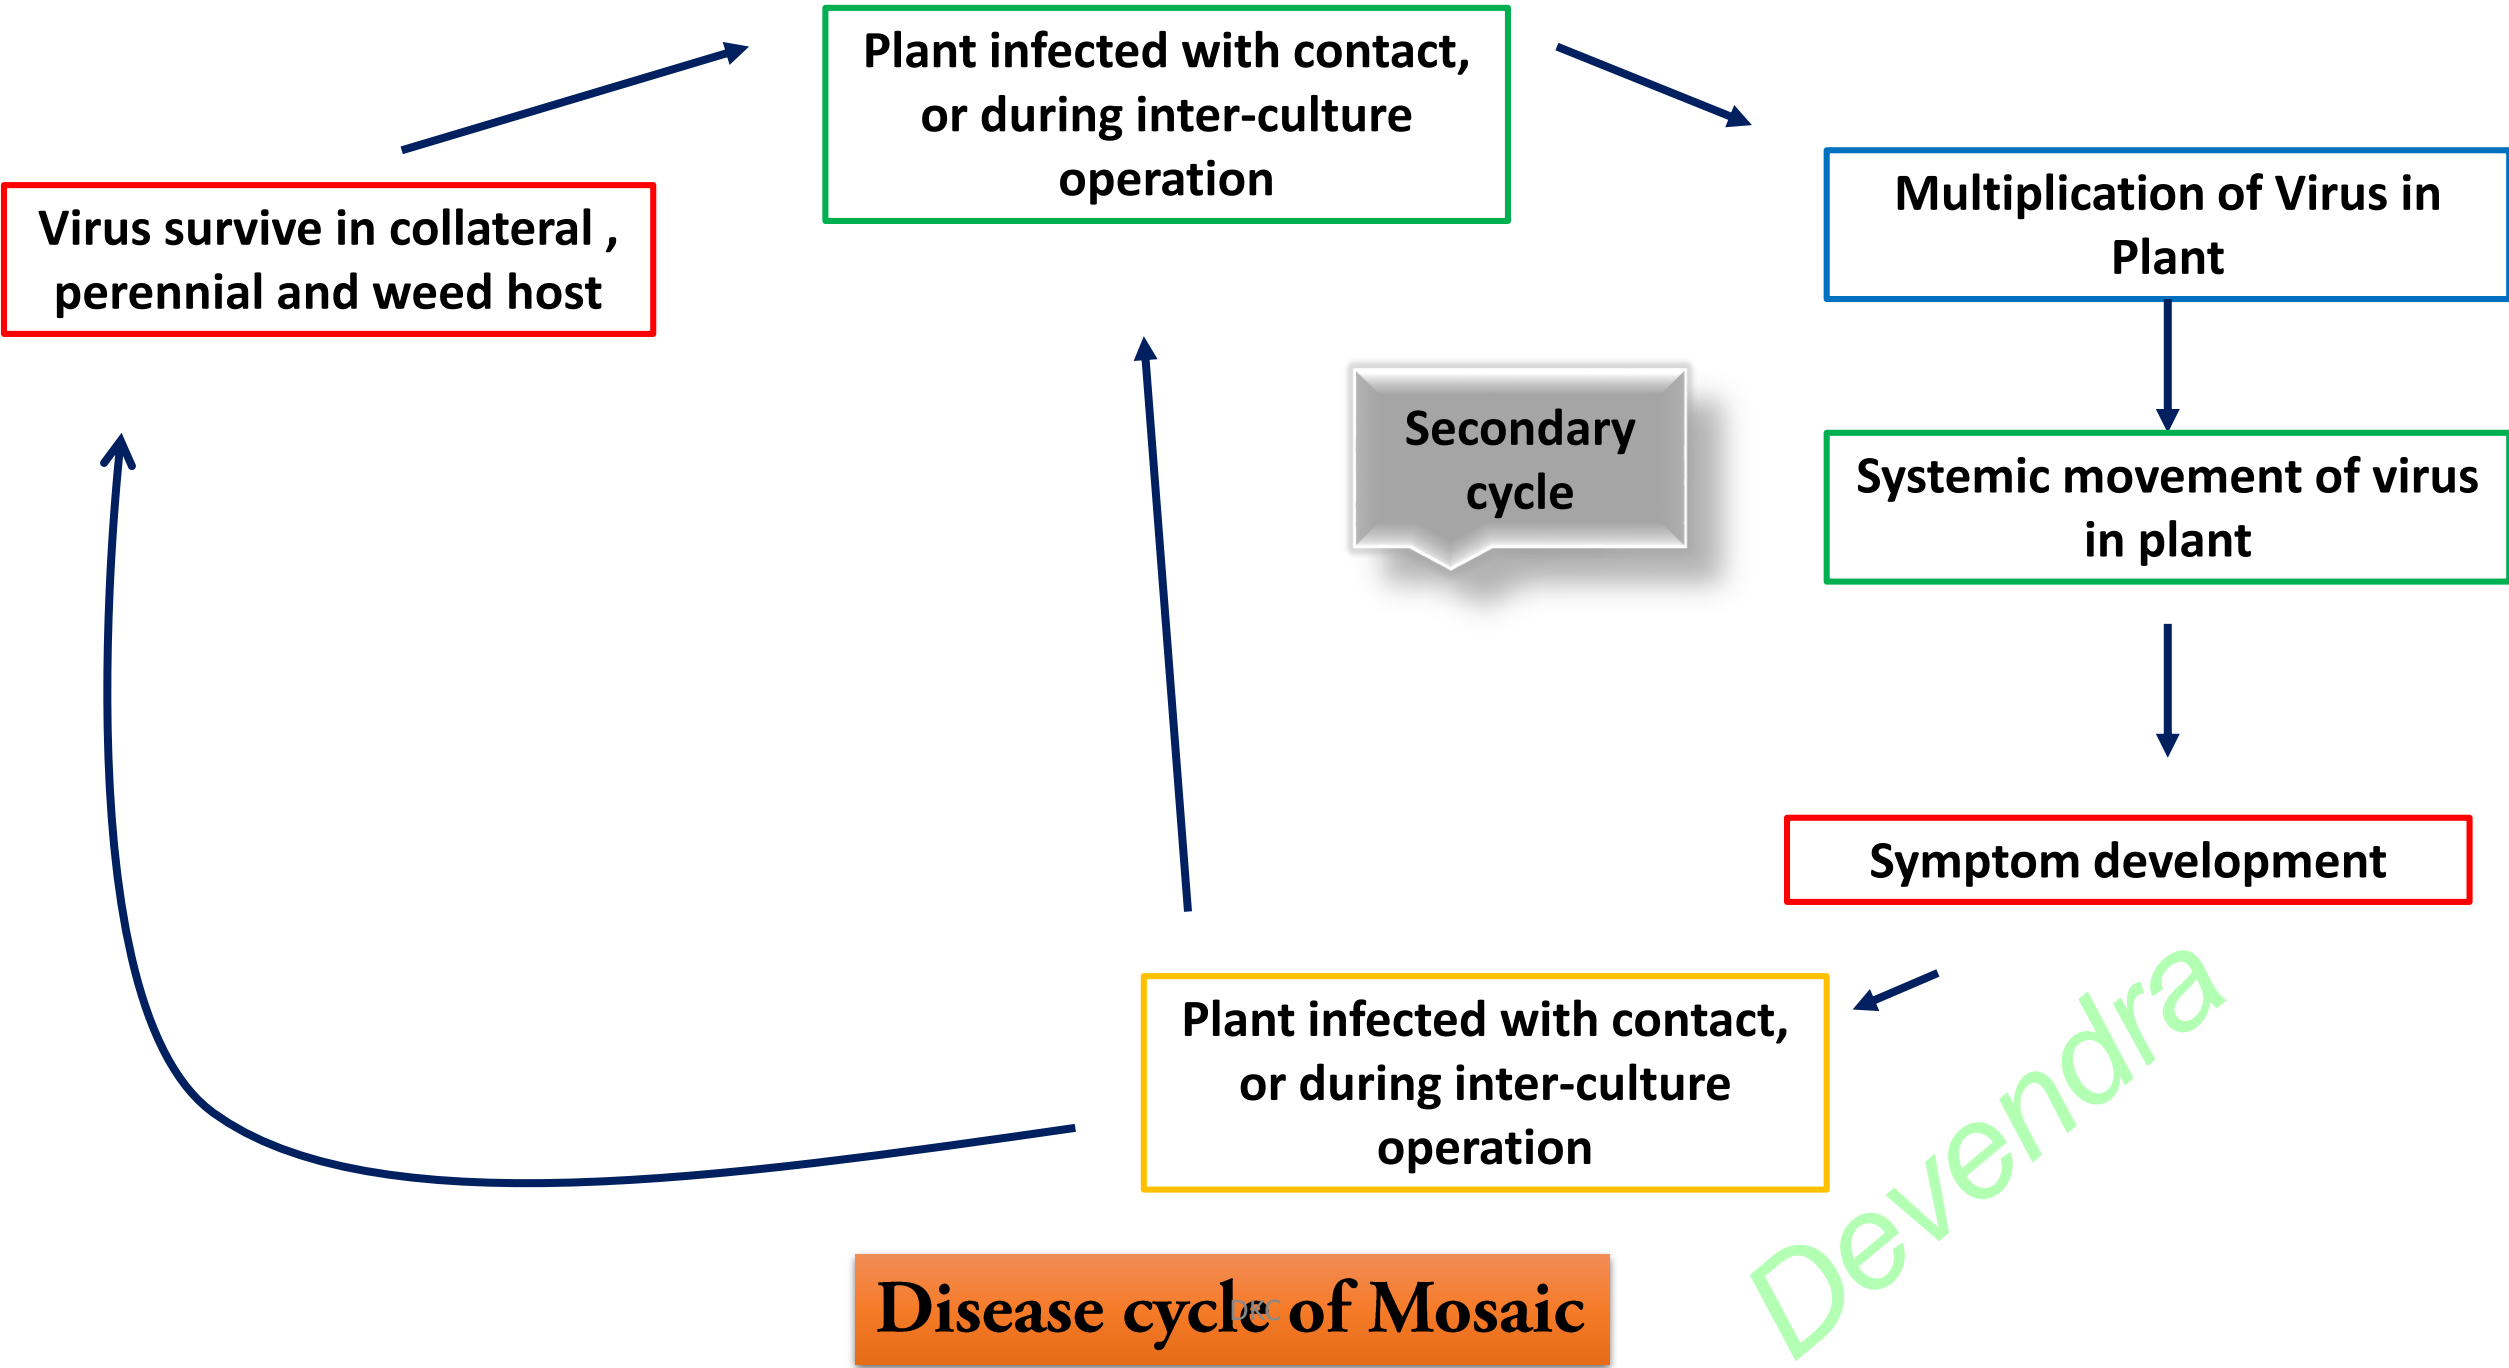 Plant infected with contact,
or during inter-culture
operation
Virus survive in collateral ,
perennial and weed host
Multiplication of Virus in
Plant
Secondary
cycle
Systemic movement of virus
in plant
Symptom development
Plant infected with contact,
or during inter-culture
operation
Devendra
Disease cycle of Mosaic
DKC